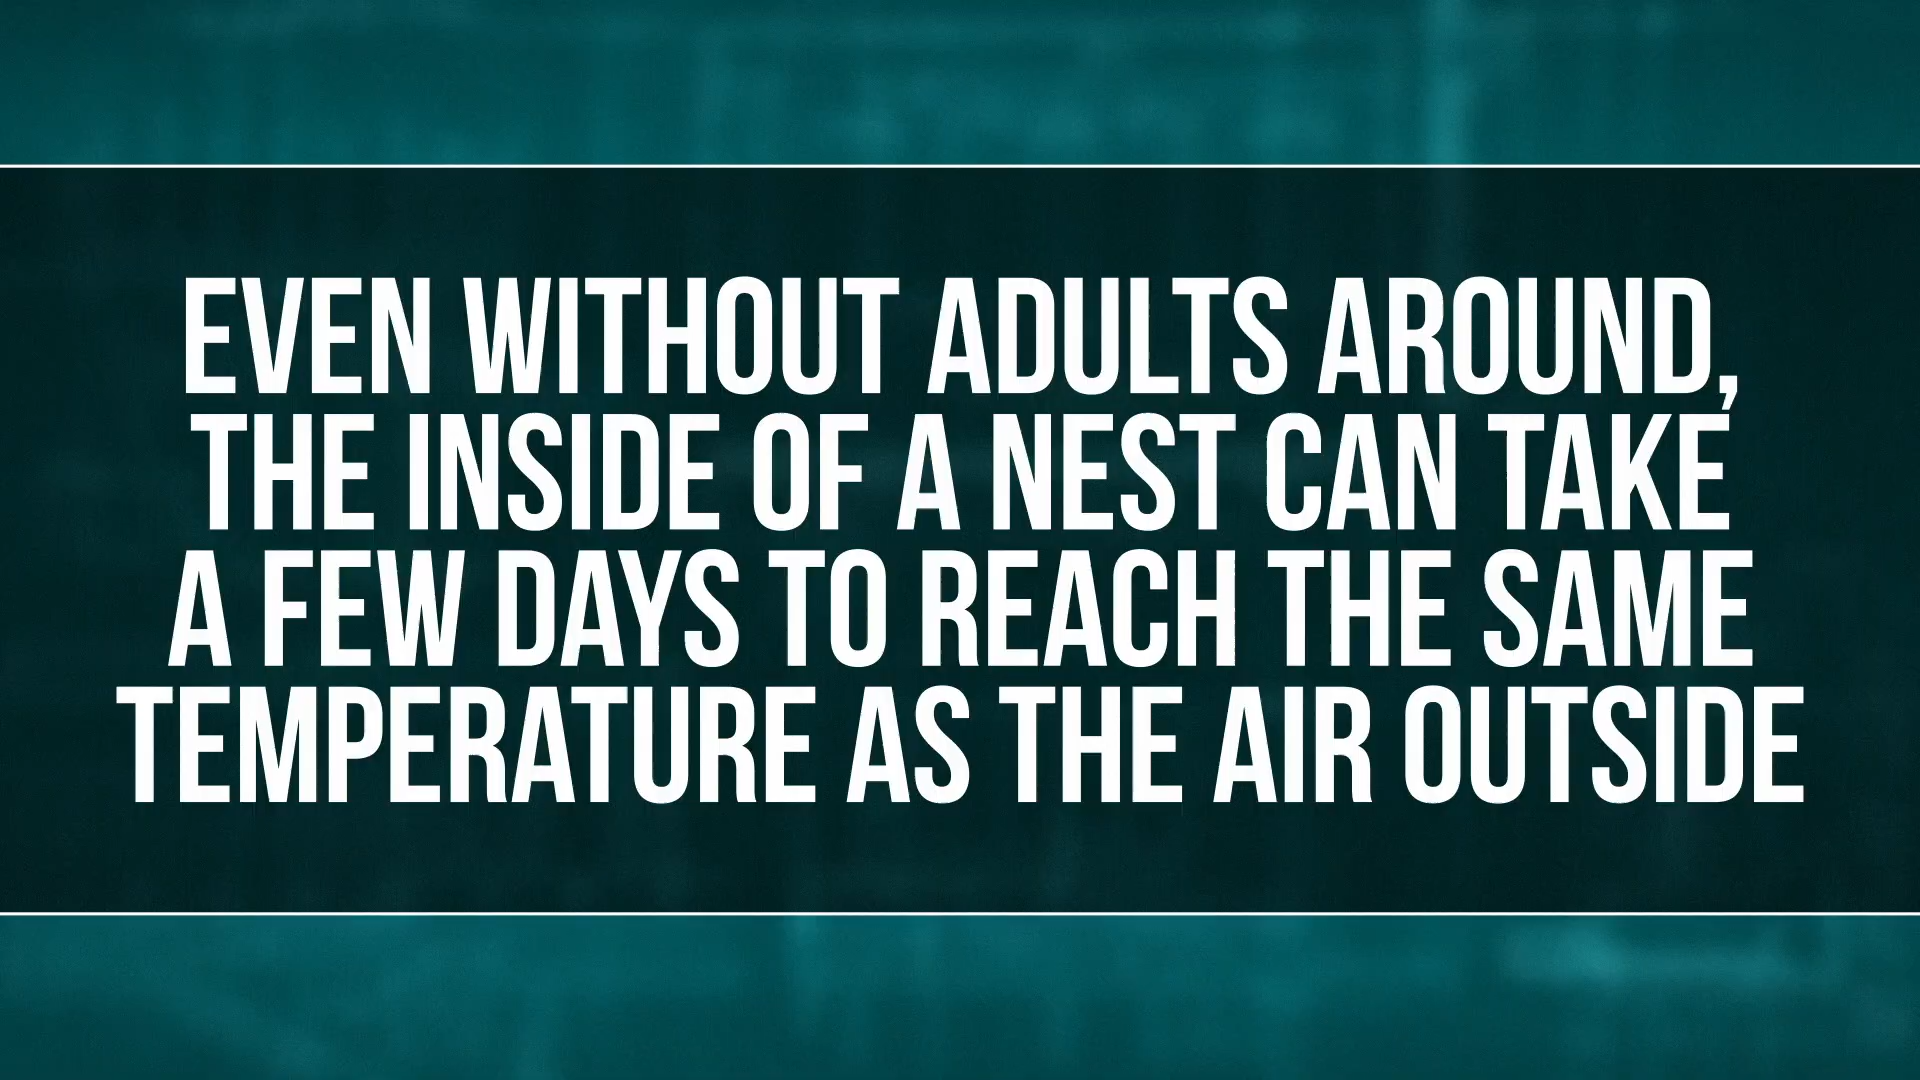 EVEN WITHOUT ADULTS AROUND,
THE INSIDE OF A NEST CAN TAKE
A FEW DAYS TO REACH THE SAME
TEMPERATURE AS THE AIR OUTSIDE